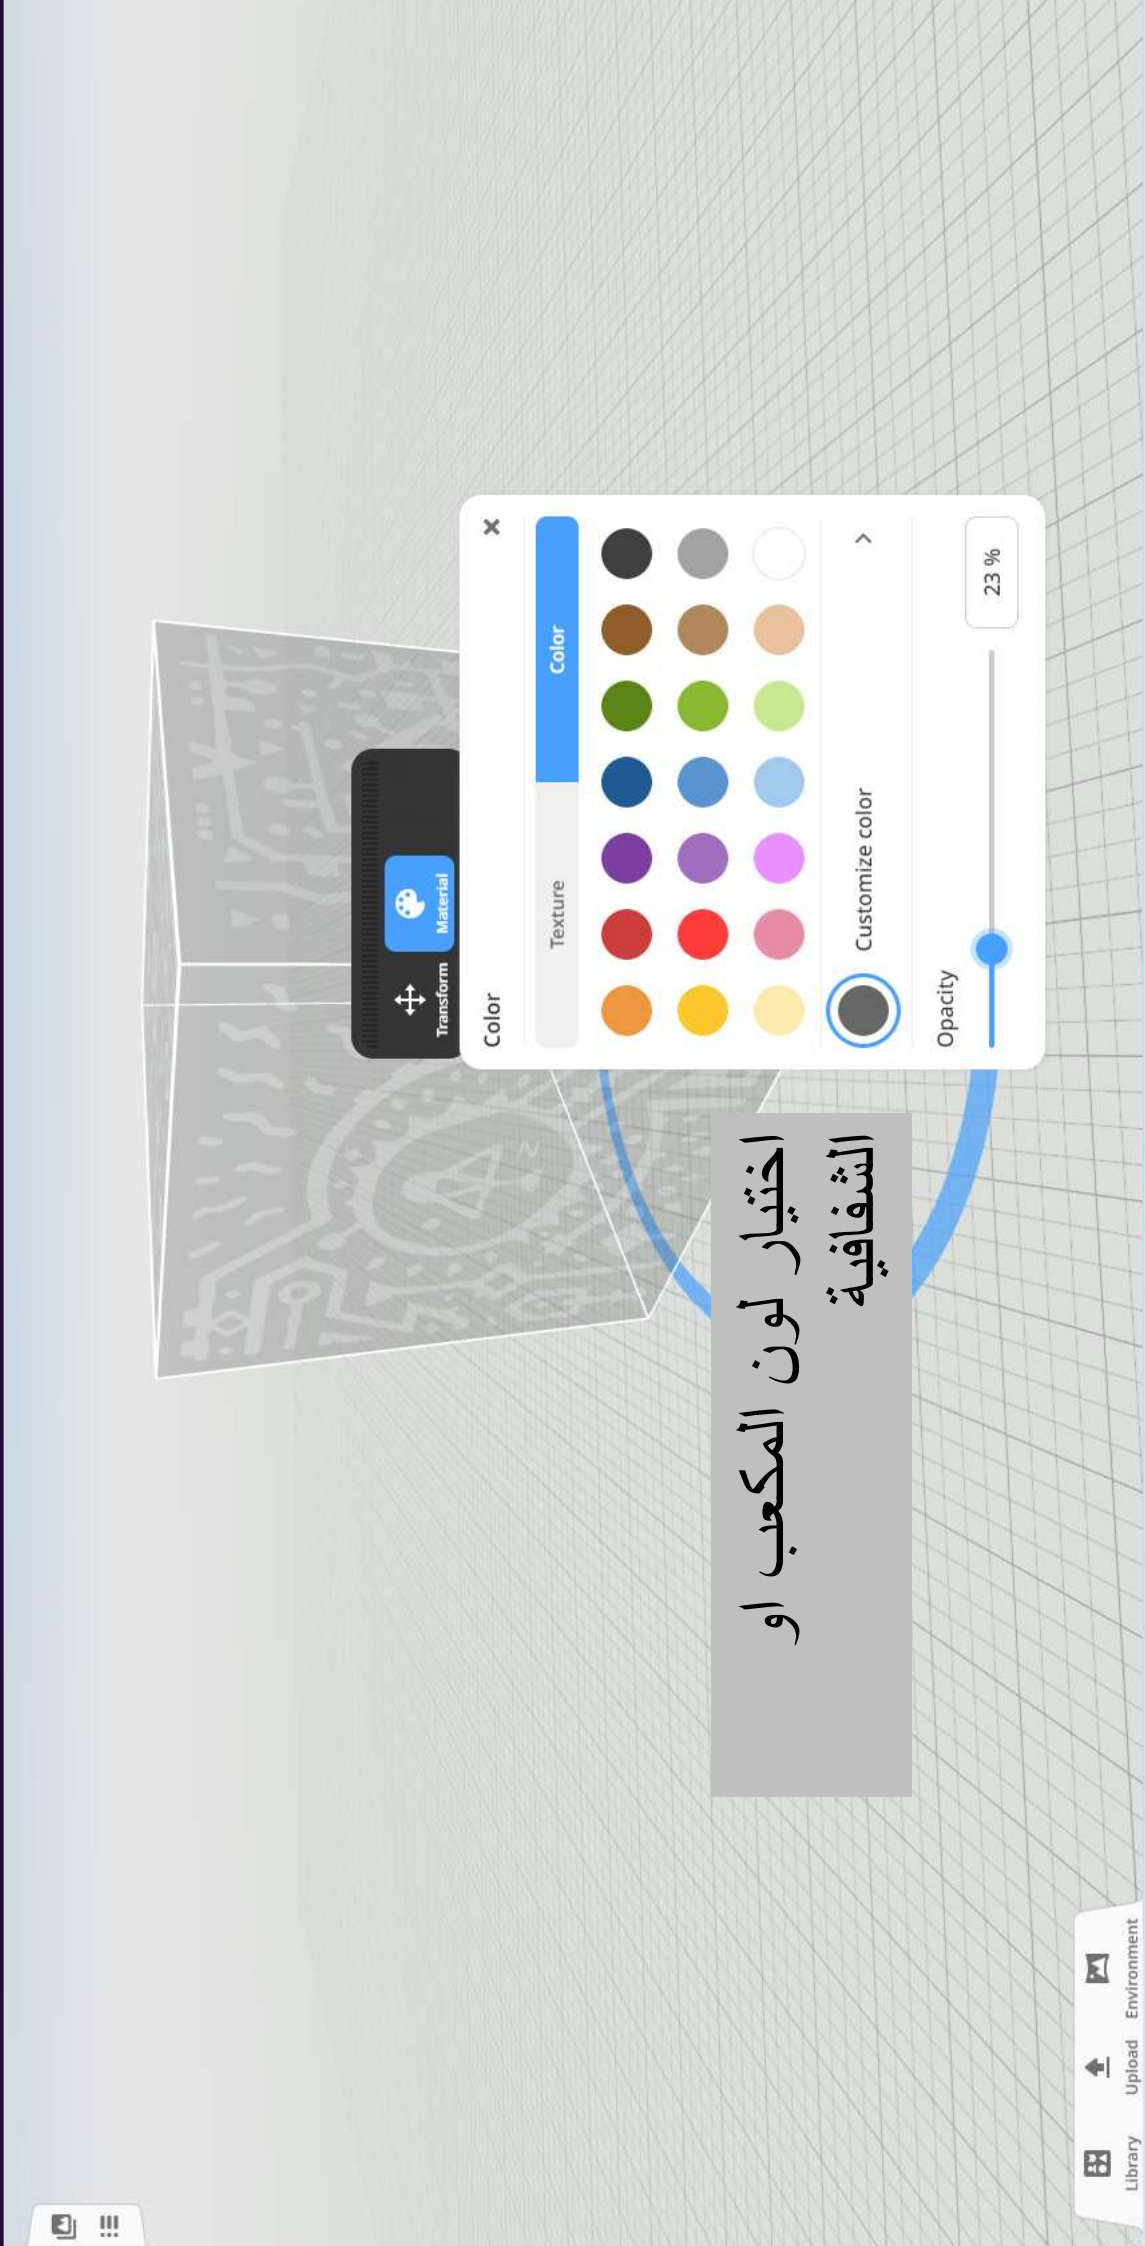 Transform
Material
Color
Texture
Color
Customize color
Opacity
23 %
اختيار لون المكعب او
الشفافية
Library
Upload
Environment